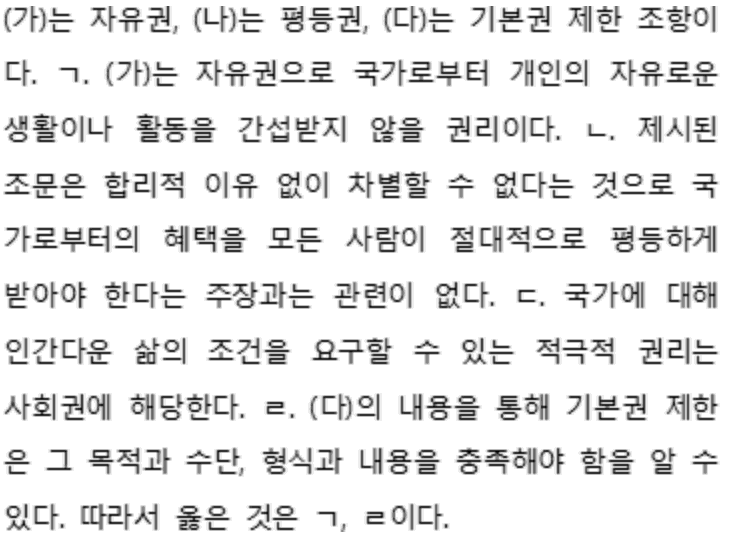 (가)는 자유권, (나)는 평등권, (다)는 기본권 제한 조항이
다. ㄱ. (가)는 자유권으로 국가로부터 개인의 자유로운
생활이나 활동을 간섭받지 않을 권리이다. ㄴ. 제시된
조문은 합리적 이유 없이 차별할 수 없다는 것으로 국
가로부터의 혜택을 모든 사람이 절대적으로 평등하게
받아야 한다는 주장과는 관련이 없다. ㄷ. 국가에 대해
인간다운 삶의 조건을 요구할 수 있는 적극적 권리는
사회권에 해당한다. ㄹ. (다)의 내용을 통해 기본권 제한
은 그 목적과 수단, 형식과 내용을 충족해야 함을 알 수
있다. 따라서 옳은 것은 ㄱ, ㄹ이다.